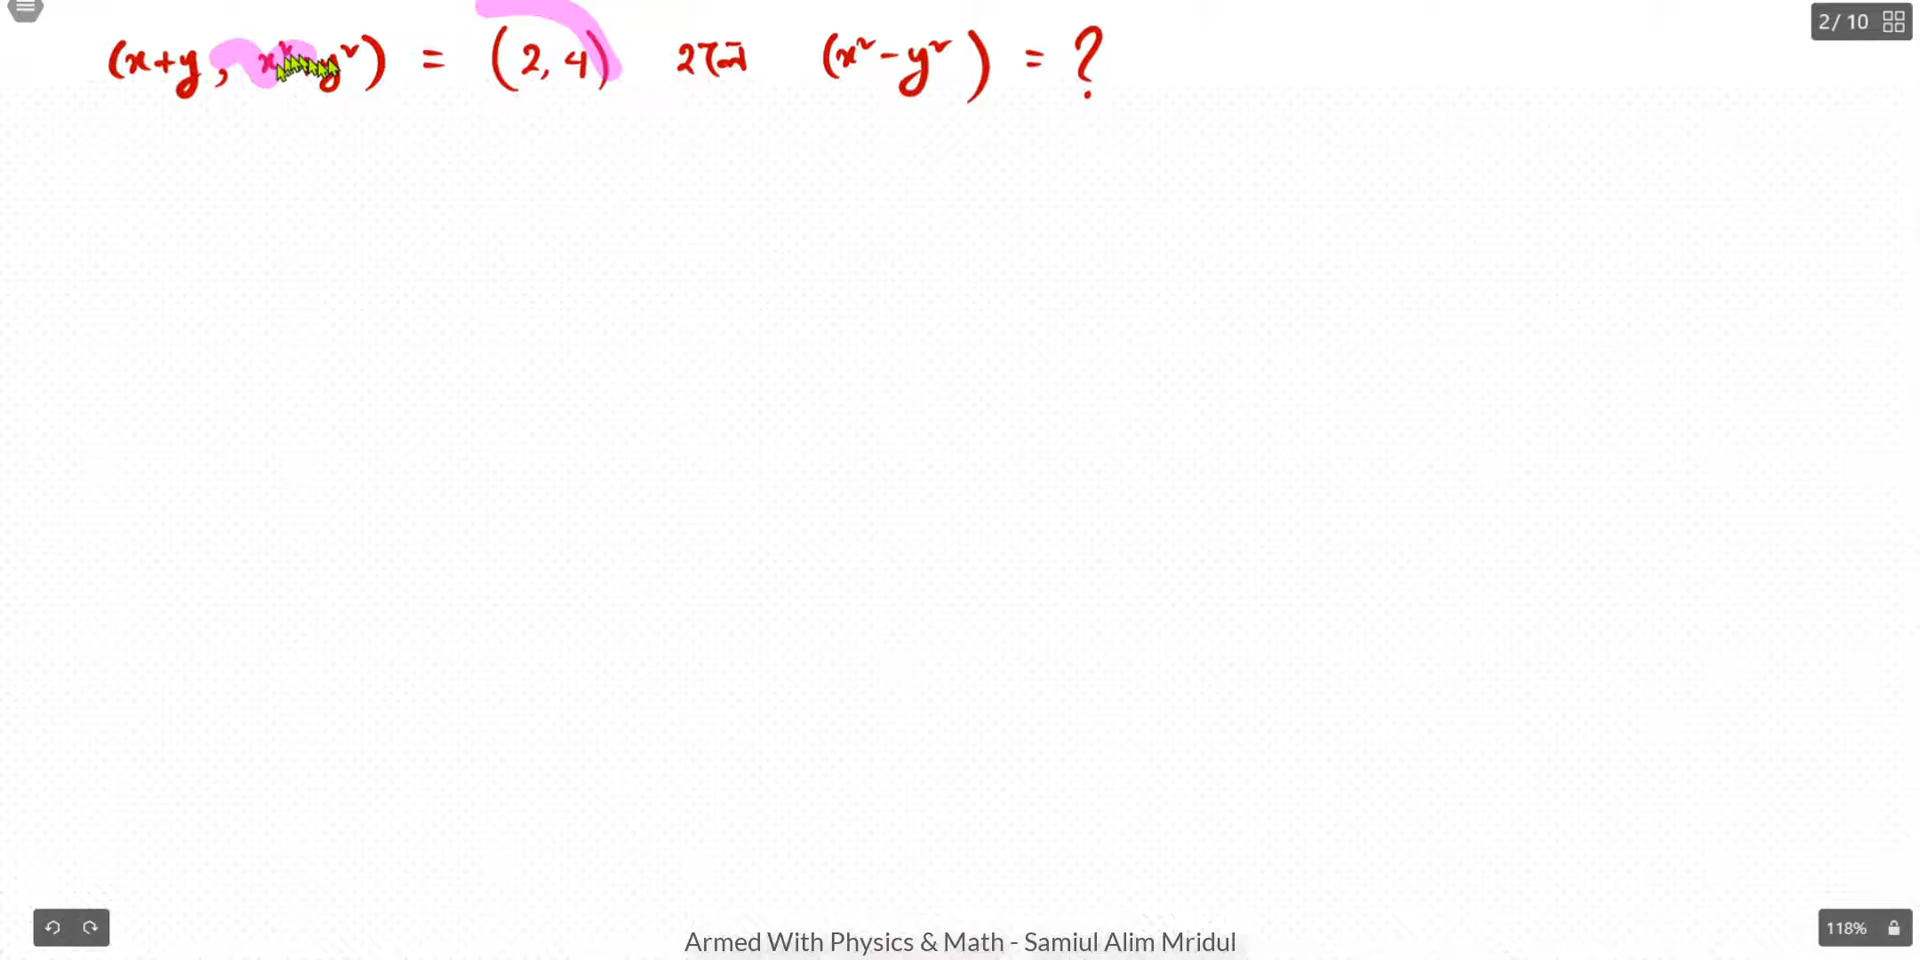 2/ 10
(x+y, x² y²) = (2, 4) হলে (x² - y²) = ?
118%
Armed With Physics & Math - Samiul Alim Mridul